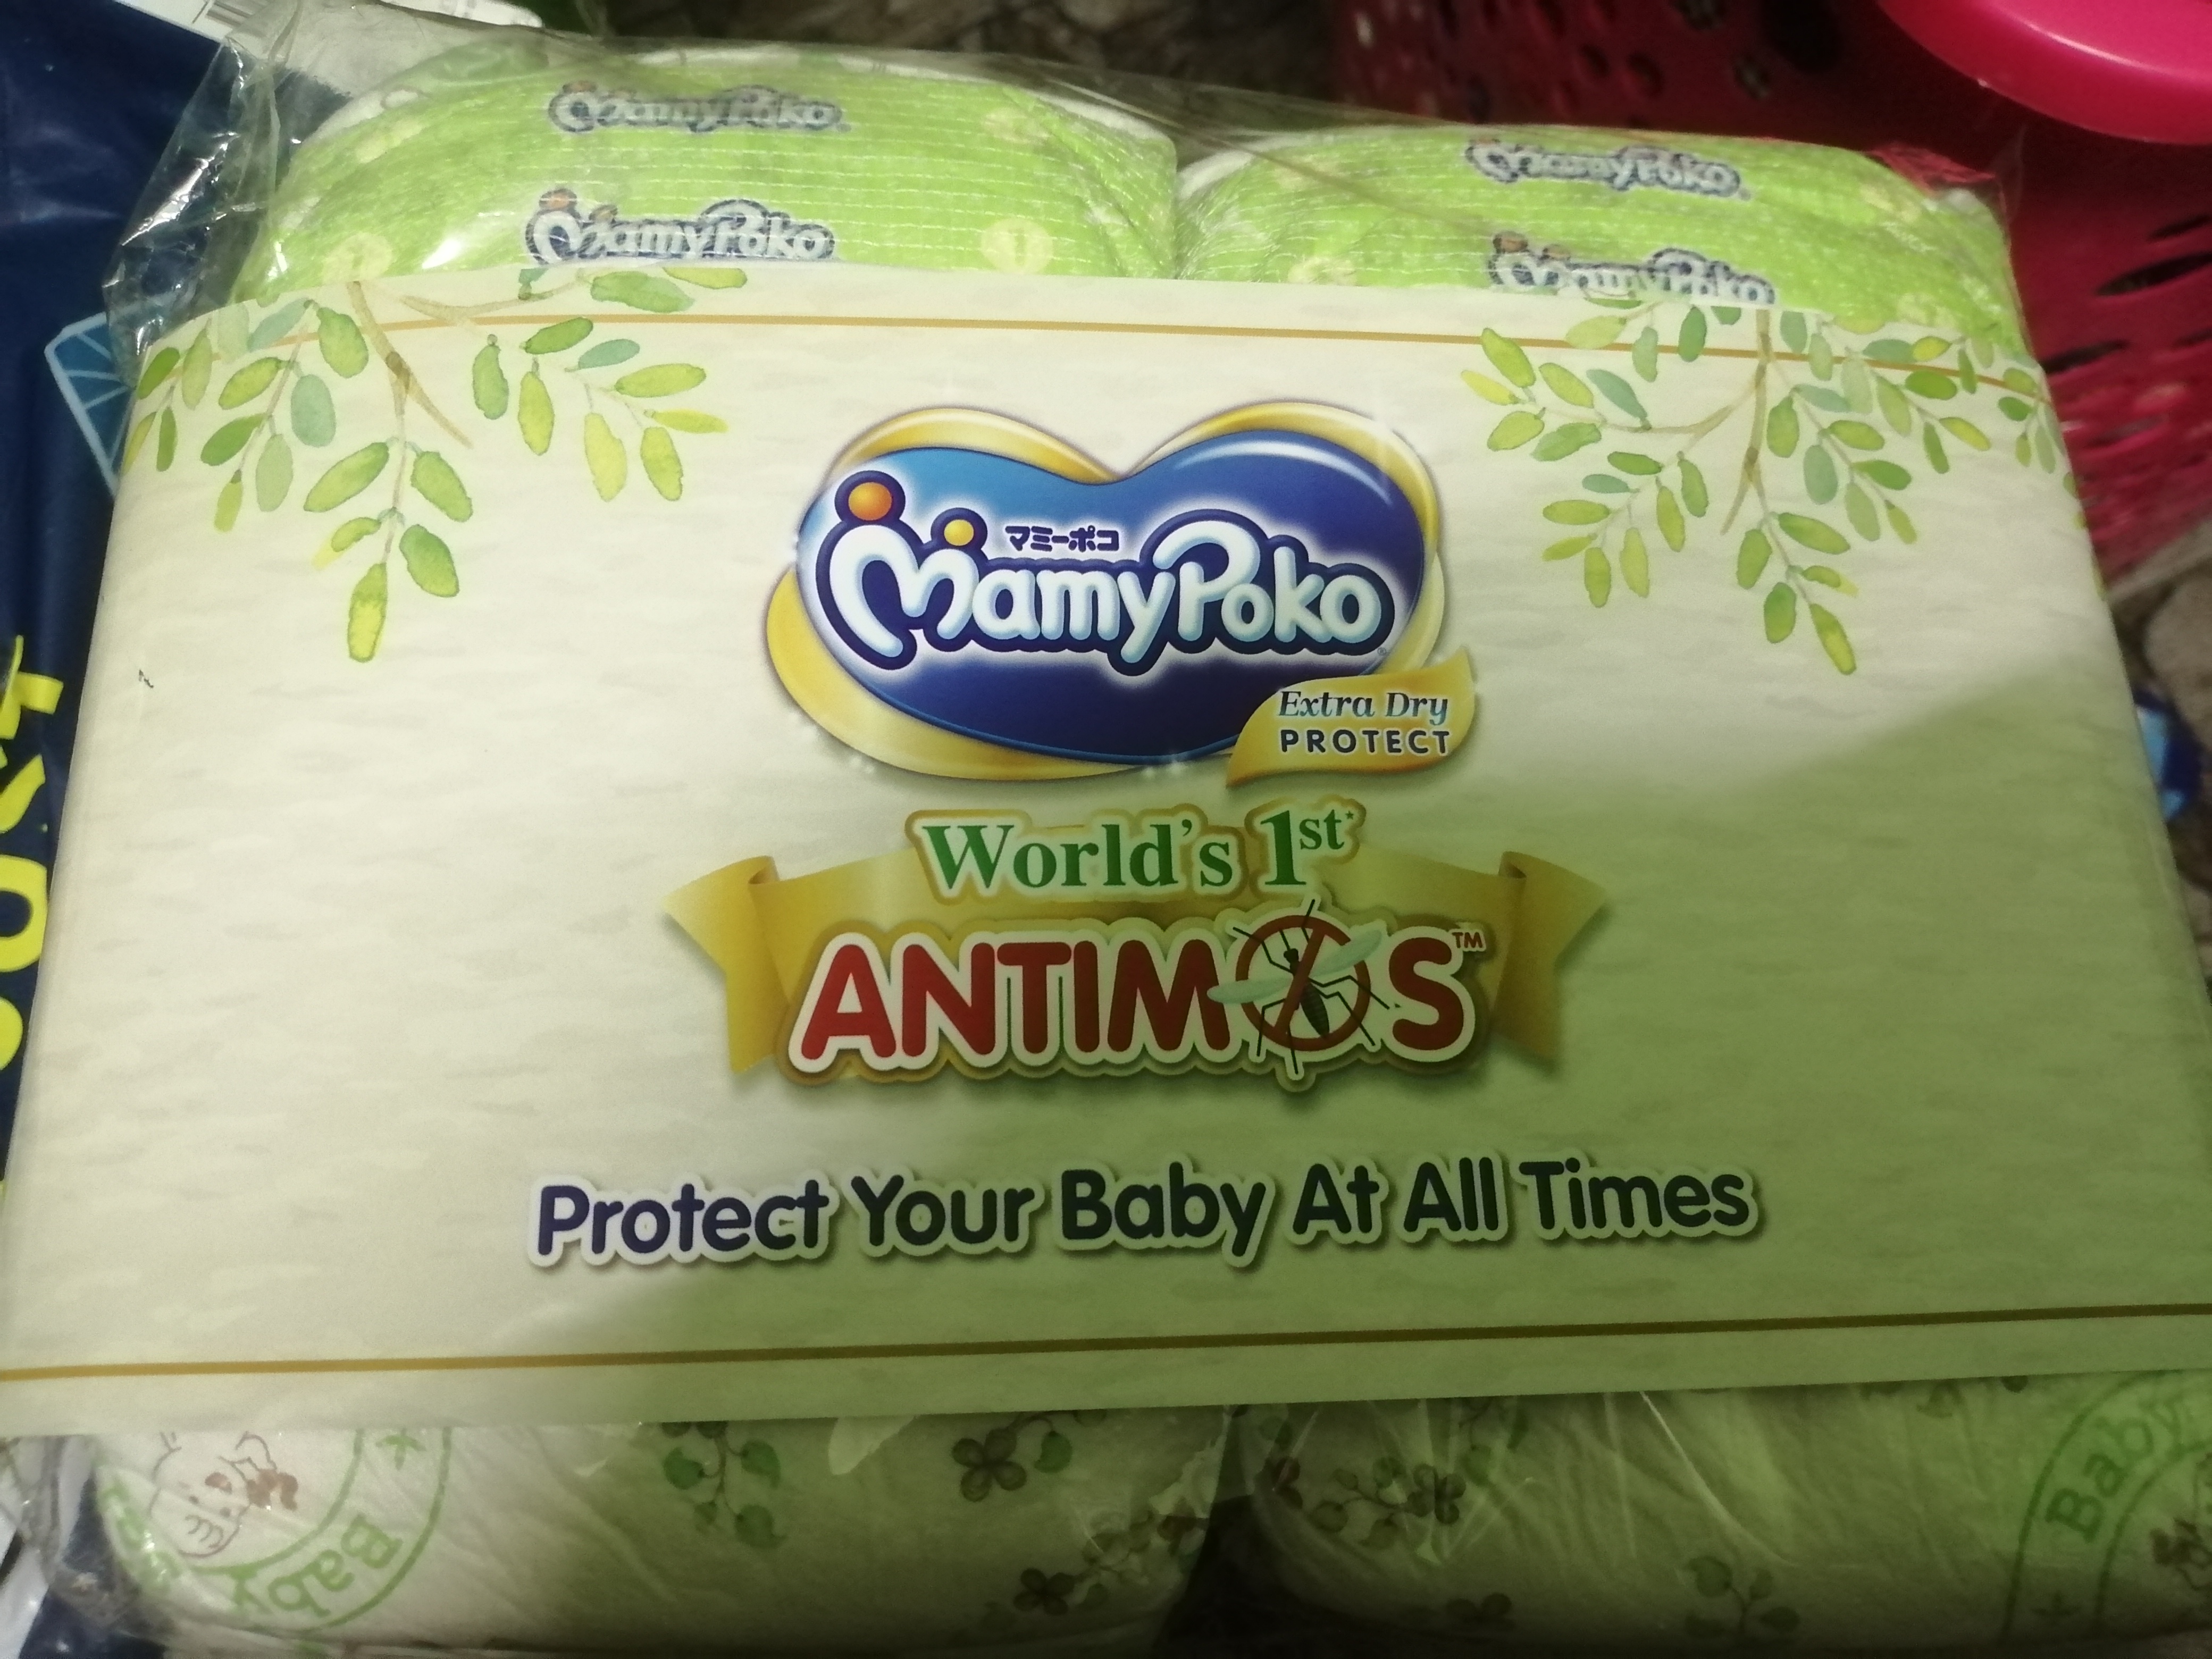 MamyPoko
MamyPoko
MamyPoko
MamyPoko
マミーポコ
MamyPoko
Extra Dry
PROTECT
World's 1st*
ANTIMOS™
Protect Your Baby At All Times
Baby
Baby